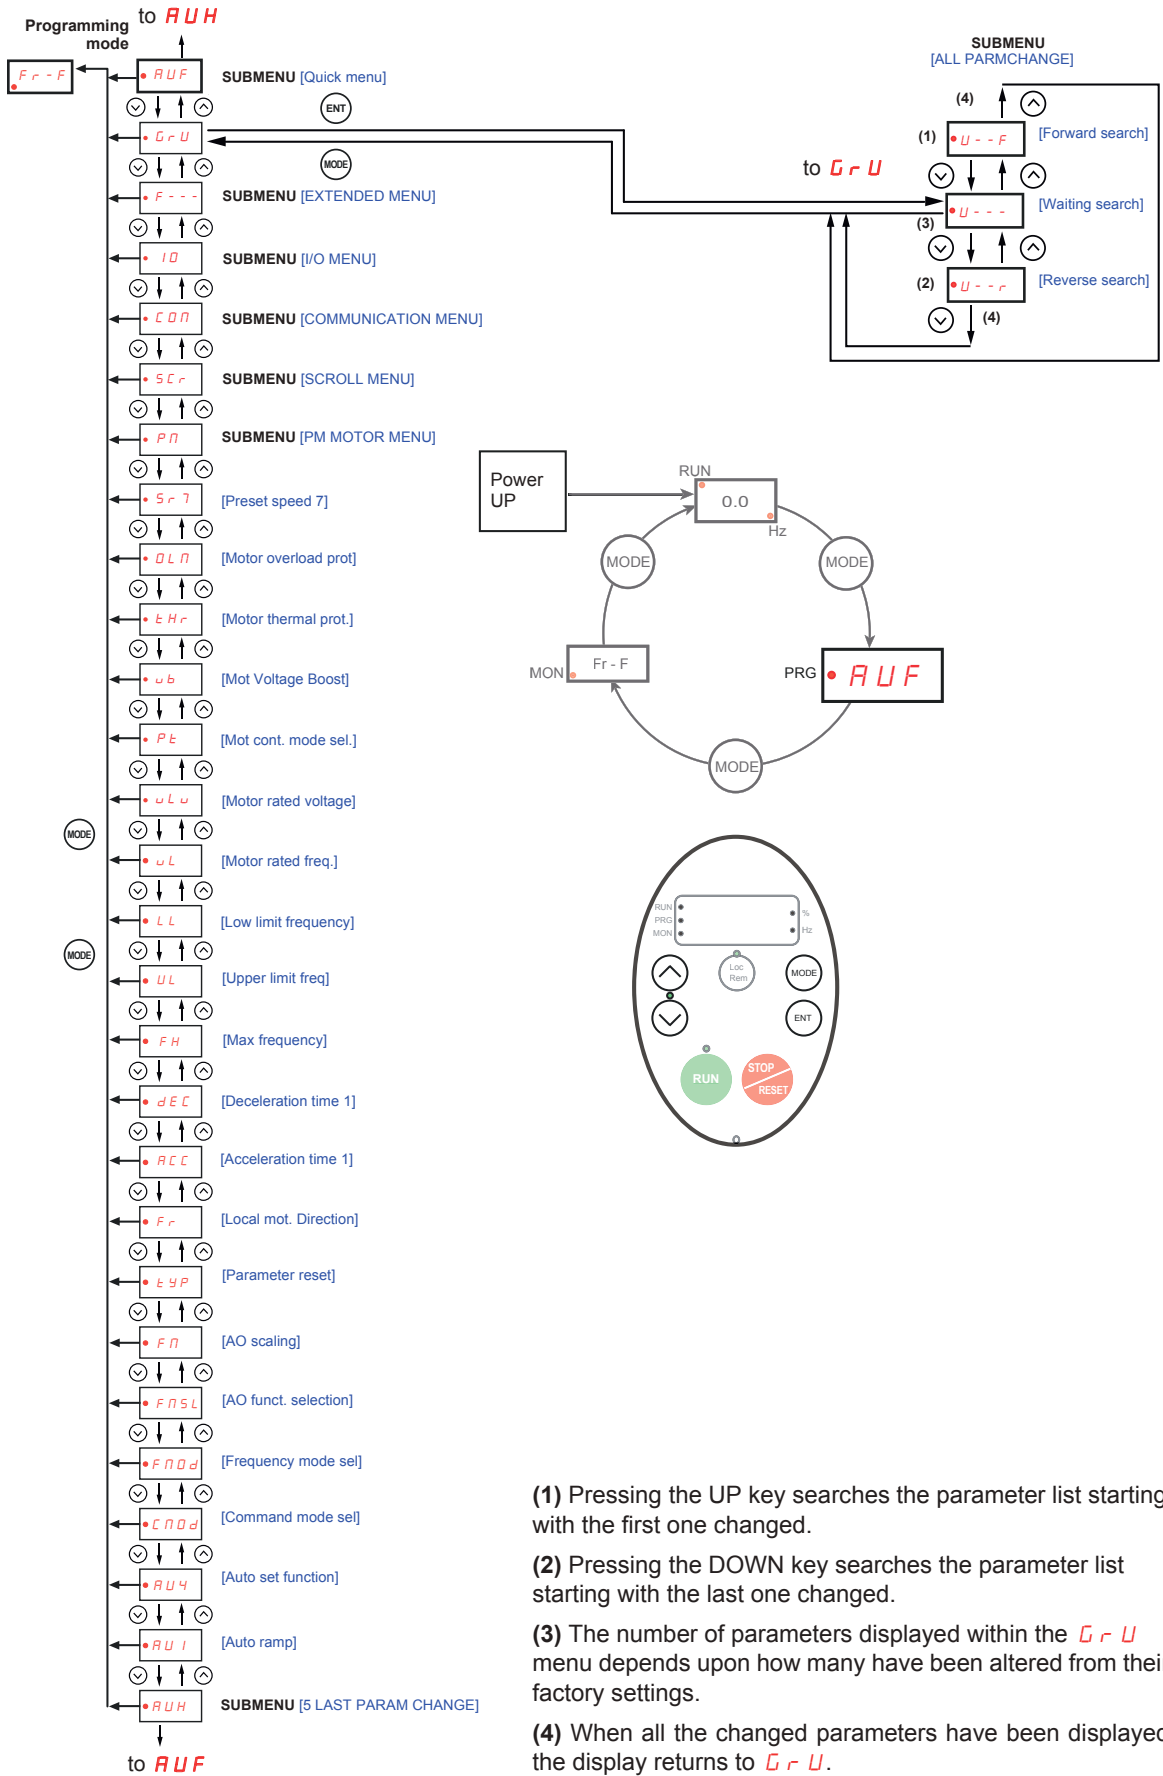 to AUH
Programming mode
Fr-F
AUF SUBMENU [Quick menu]
ENT
GrU
MODE
F--- SUBMENU [EXTENDED MENU]
IO SUBMENU [I/O MENU]
COM SUBMENU [COMMUNICATION MENU]
SCr SUBMENU [SCROLL MENU]
PM SUBMENU [PM MOTOR MENU]
Sr7 [Preset speed 7]
OLM [Motor overload prot]
tHr [Motor thermal prot.]
ub [Mot Voltage Boost]
Pt [Mot cont. mode sel.]
uLu [Motor rated voltage]
MODE
uL [Motor rated freq.]
LL [Low limit frequency]
MODE
UL [Upper limit freq]
FH [Max frequency]
dEC [Deceleration time 1]
ACC [Acceleration time 1]
Fr [Local mot. Direction]
tYP [Parameter reset]
FM [AO scaling]
FMSL [AO funct. selection]
FMOd [Frequency mode sel]
CMOd [Command mode sel]
AU4 [Auto set function]
AU1 [Auto ramp]
AUH SUBMENU [5 LAST PARAM CHANGE]
to AUF
SUBMENU
[ALL PARMCHANGE]
(4)
(1) U--F [Forward search]
to GrU
U--- [Waiting search]
(3)
(2) U--r [Reverse search]
(4)
Power UP
RUN
0.0
Hz
MODE
MODE
MON Fr-F
PRG AUF
MODE
RUN
PRG
MON
%
Hz
Loc
Rem
MODE
ENT
RUN
STOP
RESET
(1) Pressing the UP key searches the parameter list starting
with the first one changed.
(2) Pressing the DOWN key searches the parameter list
starting with the last one changed.
(3) The number of parameters displayed within the GrU
menu depends upon how many have been altered from their
factory settings.
(4) When all the changed parameters have been displayed
the display returns to GrU.